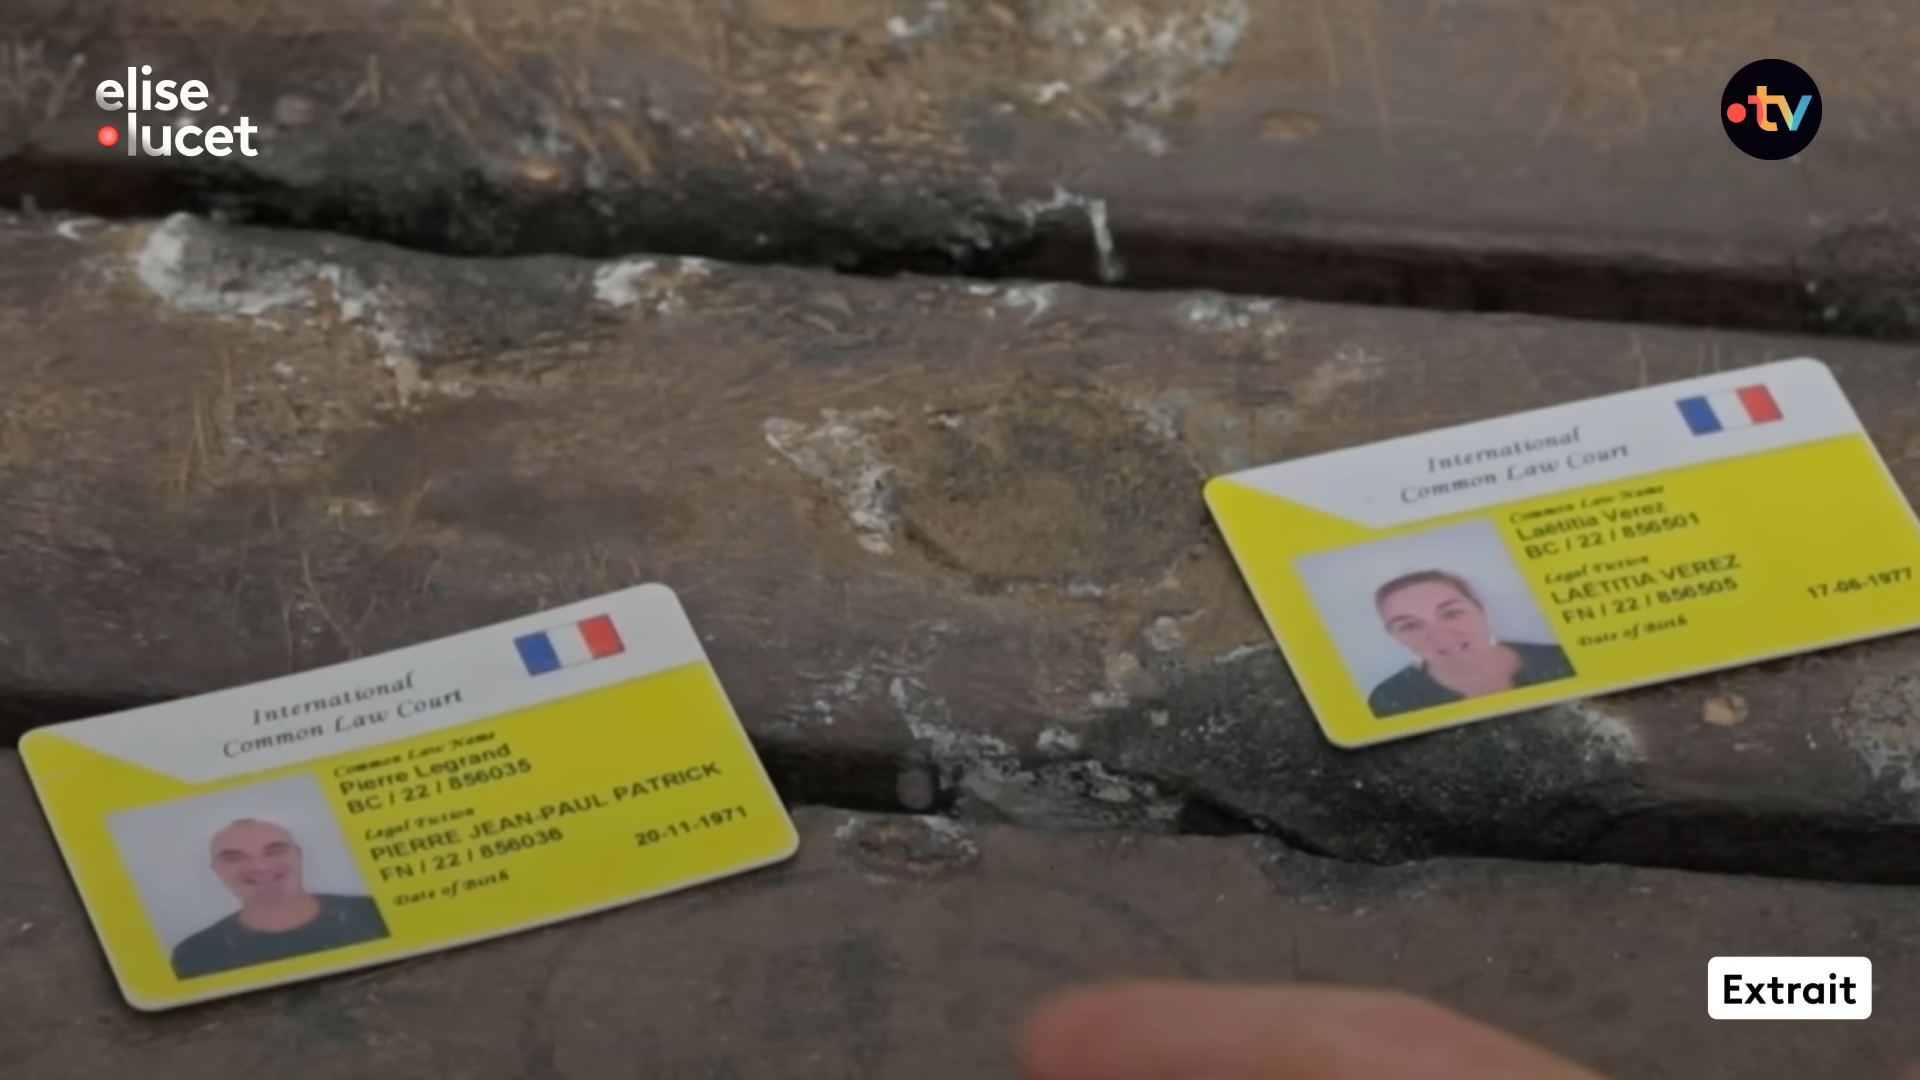 elise
lucet
tv
International
Common Law Court
Common Law Name
Laëtitia Verez
BC / 22 / 856501
Legal Fiction
LAËTITIA VEREZ
FN / 22 / 856505
17-06-1977
Date of Birth
International
Common Law Court
Common Law Name
Pierre Legrand
BC / 22 / 856035
Legal Fiction
PIERRE JEAN-PAUL PATRICK
FN / 22 / 856036
20-11-1971
Date of Birth
Extrait